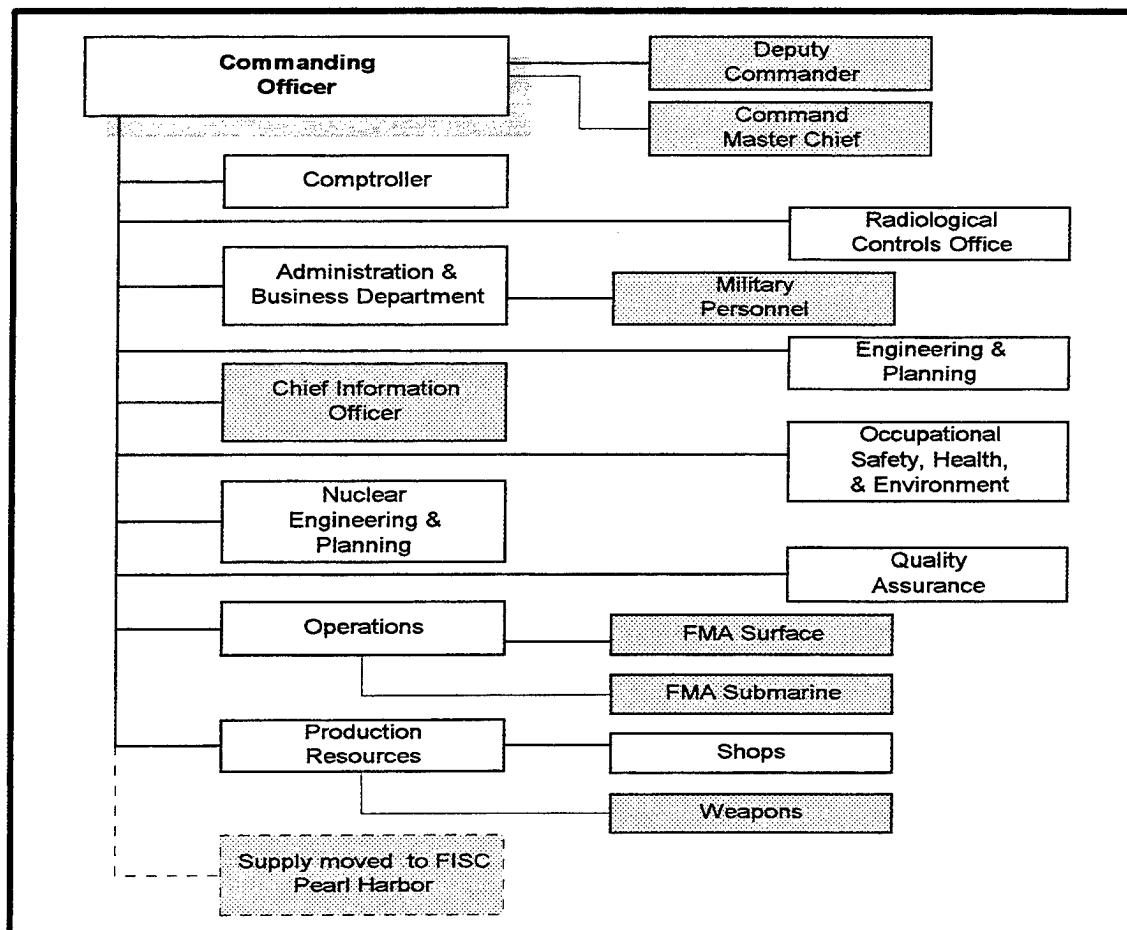 Commanding
Officer
Deputy
Commander
Command
Master Chief
Comptroller
Radiological
Controls Office
Administration &
Business Department
Military
Personnel
Engineering &
Planning
Chief Information
Officer
Occupational
Safety, Health,
& Environment
Nuclear
Engineering &
Planning
Quality
Assurance
Operations
FMA Surface
FMA Submarine
Production
Resources
Shops
Weapons
Supply moved to FISC
Pearl Harbor